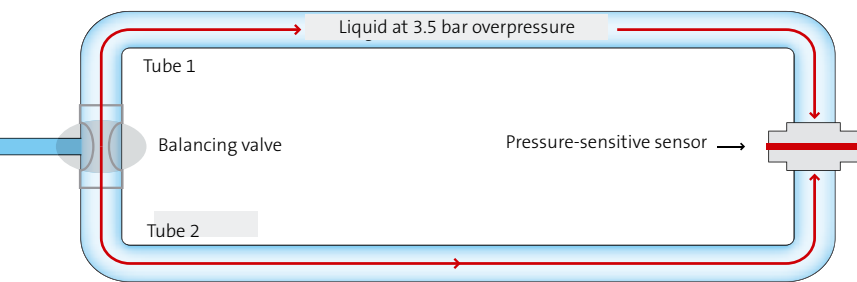 Liquid at 3.5 bar overpressure
Tube 1
Balancing valve
Pressure-sensitive sensor
Tube 2